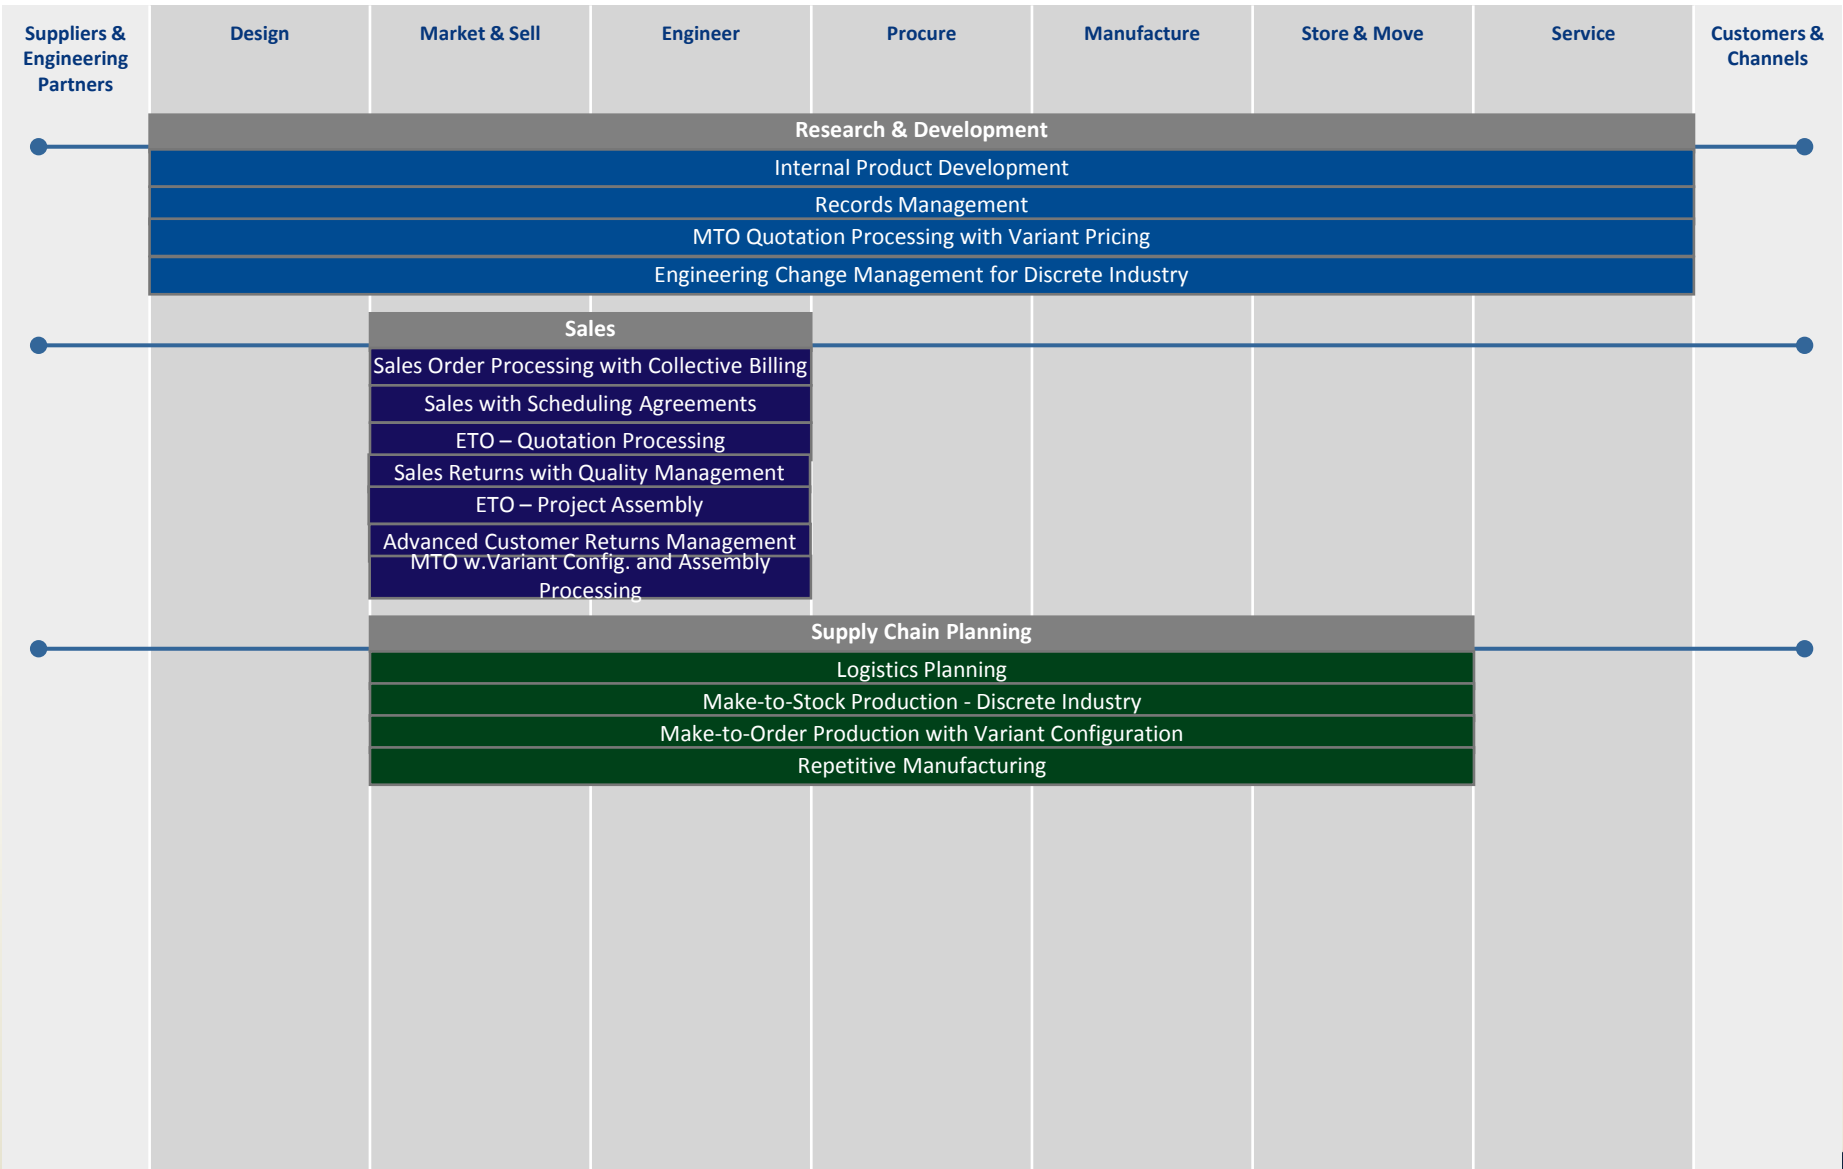 Suppliers &
Engineering
Partners
Design
Market & Sell
Engineer
Procure
Manufacture
Store & Move
Service
Customers &
Channels
Research & Development
Internal Product Development
Records Management
MTO Quotation Processing with Variant Pricing
Engineering Change Management for Discrete Industry
Sales
Sales Order Processing with Collective Billing
Sales with Scheduling Agreements
ETO – Quotation Processing
Sales Returns with Quality Management
ETO – Project Assembly
Advanced Customer Returns Management
MTO w.Variant Config. and Assembly
Processing
Supply Chain Planning
Logistics Planning
Make-to-Stock Production - Discrete Industry
Make-to-Order Production with Variant Configuration
Repetitive Manufacturing